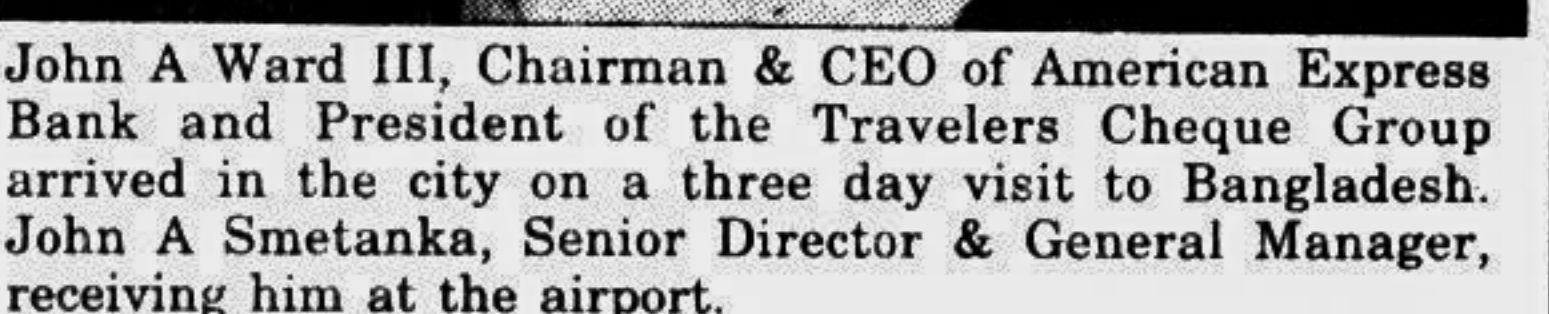 John A Ward III, Chairman & CEO of American Express
Bank and President of the Travelers Cheque Group
arrived in the city on a three day visit to Bangladesh.
John A Smetanka, Senior Director & General Manager,
receiving him at the airport.